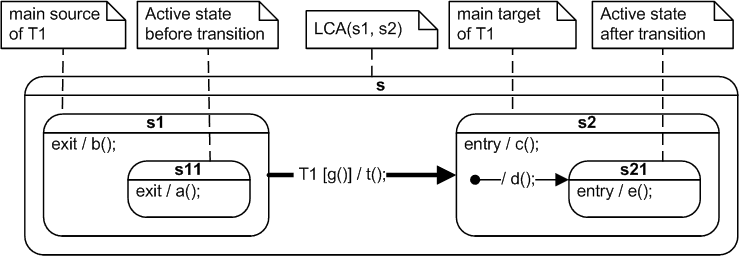 main source
of T1
Active state
before transition
LCA(s1, s2)
main target
of T1
Active state
after transition
s
s1
exit / b();
s11
exit / a();
T1 [g()] / t();
s2
entry / c();
/ d();
s21
entry / e();